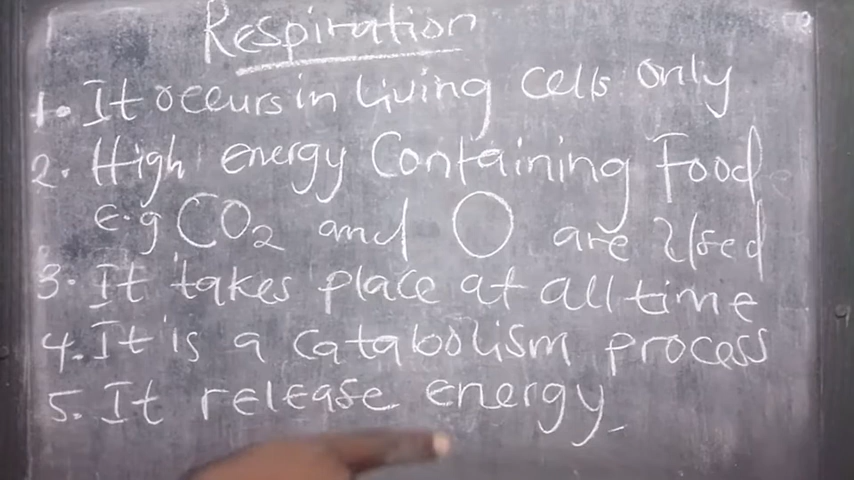 Respiration
1. It occurs in living cells only
2. High energy Containing Food
e.g CO₂ and O are Used
3. It takes place at all time
4. It is a catabolism process
5. It release energy